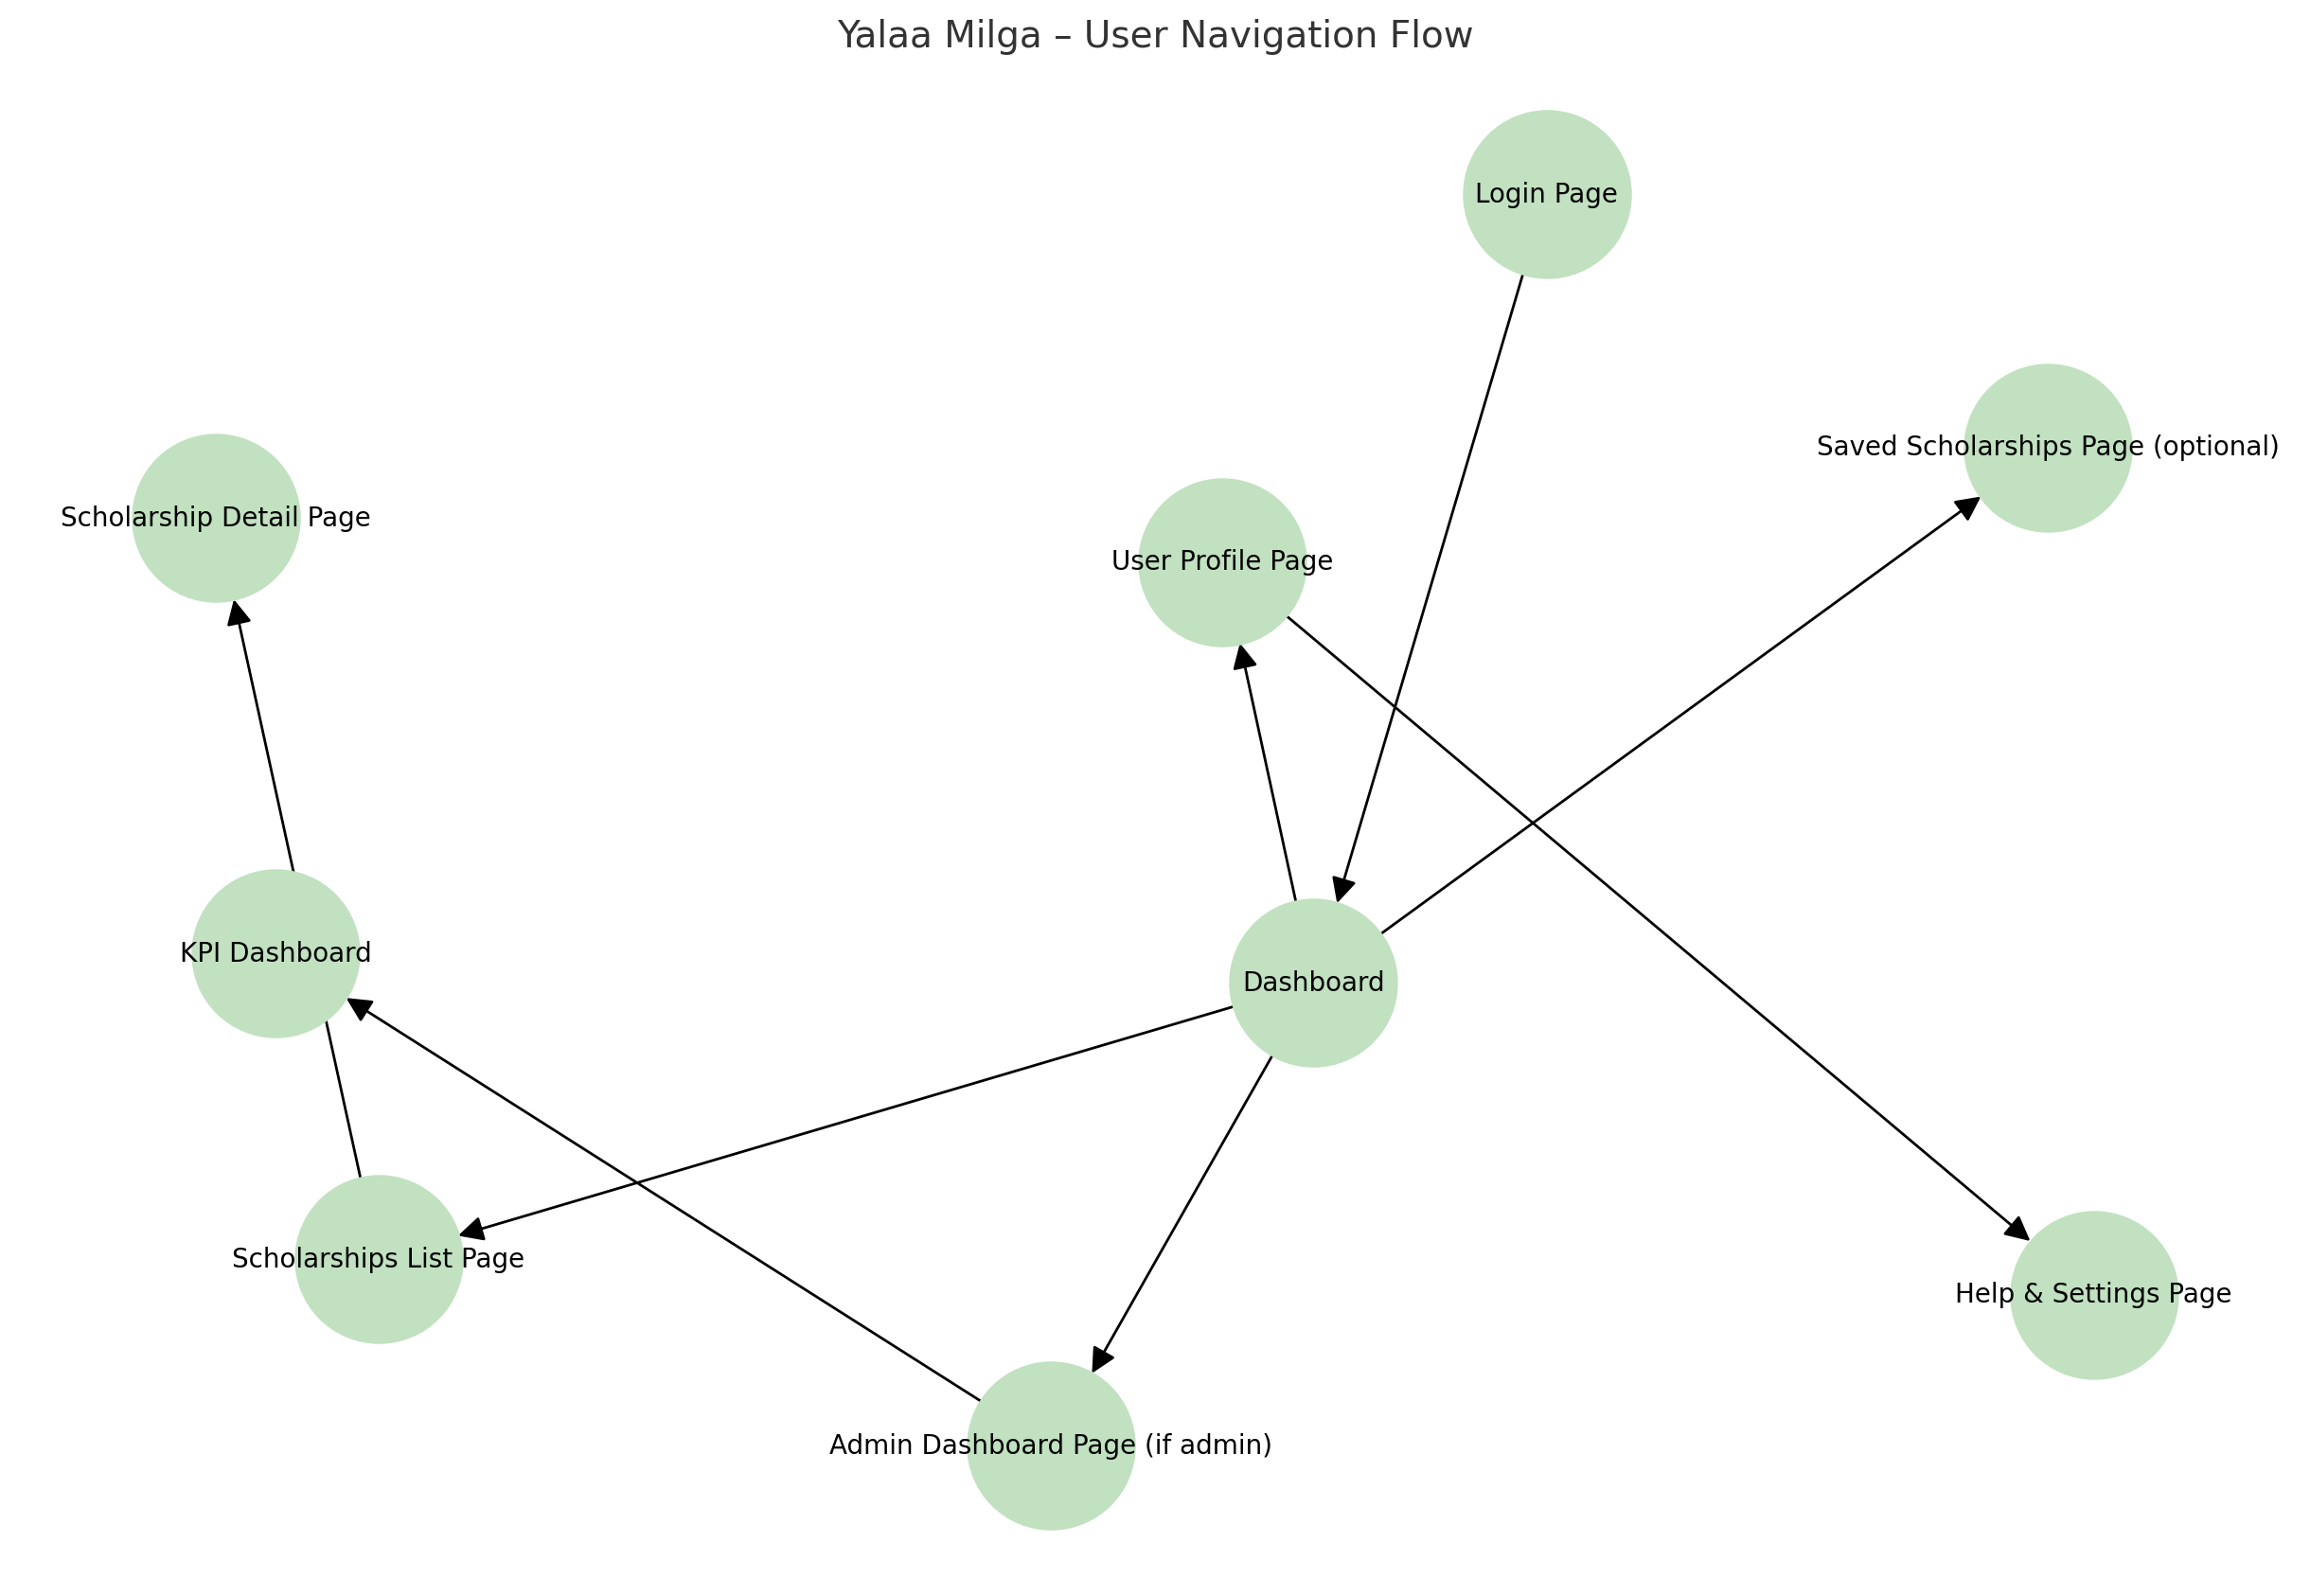 Yalaa Milga – User Navigation Flow
Login Page
Saved Scholarships Page (optional)
Scholarship Detail Page
User Profile Page
KPI Dashboard
Dashboard
Scholarships List Page
Help & Settings Page
Admin Dashboard Page (if admin)